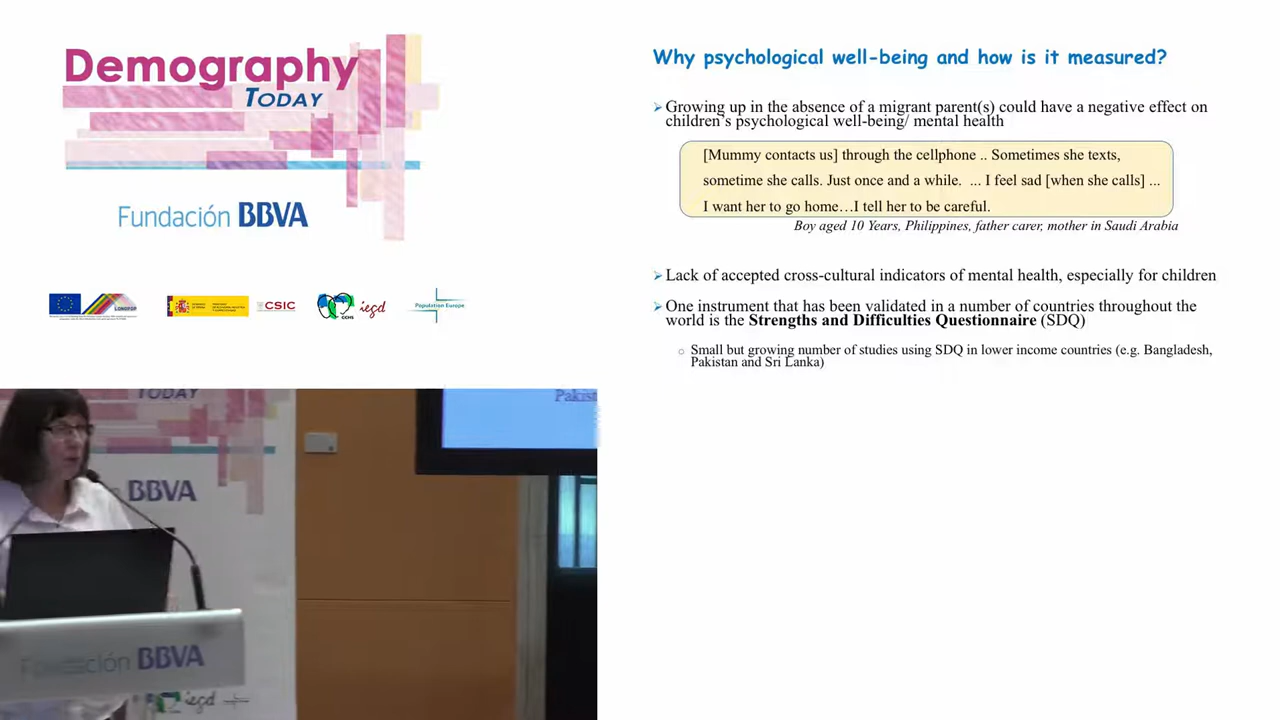 Demography
TODAY
Fundación BBVA
CSIC
CCHS iegd
Population Europe
Why psychological well-being and how is it measured?
Growing up in the absence of a migrant parent(s) could have a negative effect on
children's psychological well-being/ mental health
[Mummy contacts us] through the cellphone .. Sometimes she texts,
sometime she calls. Just once and a while.  ... I feel sad [when she calls] ...
I want her to go home…I tell her to be careful.
Boy aged 10 Years, Philippines, father carer, mother in Saudi Arabia
Lack of accepted cross-cultural indicators of mental health, especially for children
One instrument that has been validated in a number of countries throughout the
world is the Strengths and Difficulties Questionnaire (SDQ)
Small but growing number of studies using SDQ in lower income countries (e.g. Bangladesh,
Pakistan and Sri Lanka)
TODAY
BBVA
Pakist
Fundación BBVA
iegd